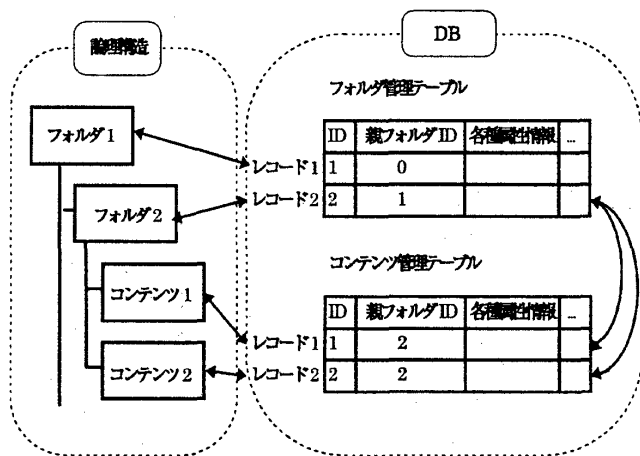 論理構造
DB
フォルダ管理テーブル
フォルダ1
ID 親フォルダID 各種属性情報 ...
レコード1 1 0
レコード2 2 1
フォルダ2
コンテンツ管理テーブル
コンテンツ1
ID 親フォルダID 各種属性情報 ...
レコード1 1 2
コンテンツ2
レコード2 2 2